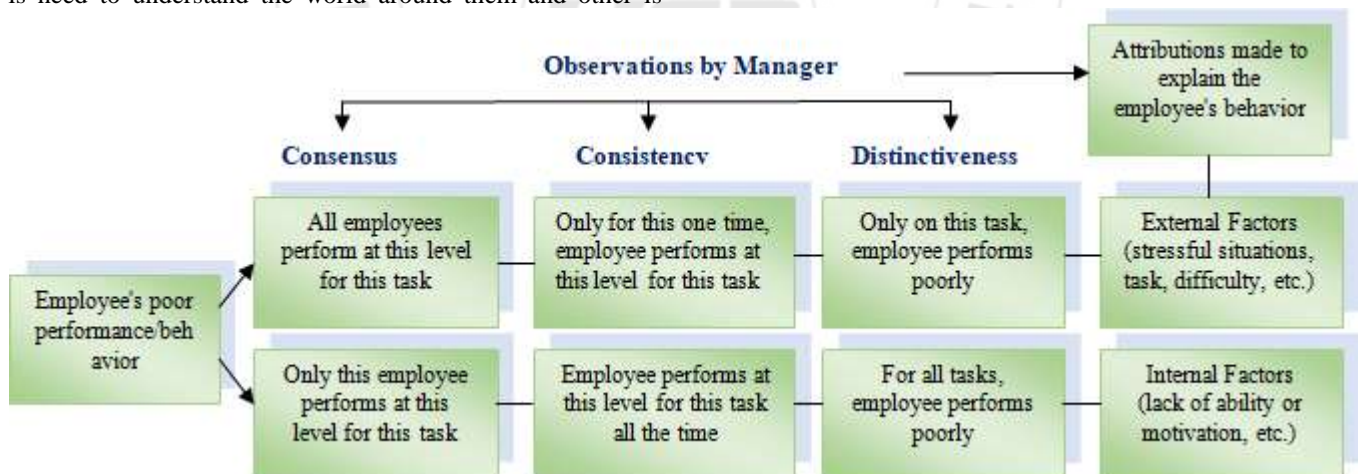 is need to understand the world around them and other is
Observations by Manager
Attributions made to
explain the
employee's behavior
Consensus
Consistency
Distinctiveness
All employees
perform at this level
for this task
Only for this one time,
employee performs at
this level for this task
Only on this task,
employee performs
poorly
External Factors
(stressful situations,
task, difficulty, etc.)
Employee's poor
performance/beh
avior
Only this employee
performs at this
level for this task
Employee performs at
this level for this task
all the time
For all tasks,
employee performs
poorly
Internal Factors
(lack of ability or
motivation, etc.)